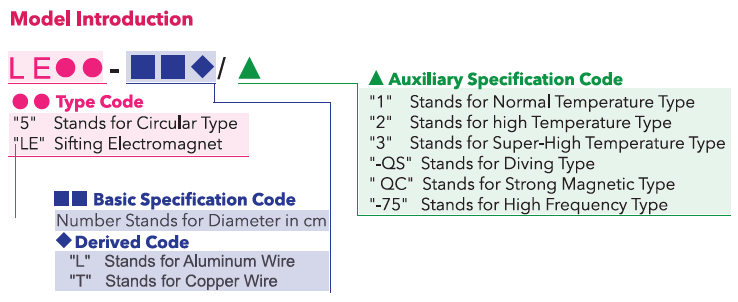 Model Introduction
LE●● - ■■◆/▲
●● Type Code
"5" Stands for Circular Type
"LE" Sifting Electromagnet
■■ Basic Specification Code
Number Stands for Diameter in cm
◆ Derived Code
"L" Stands for Aluminum Wire
"T" Stands for Copper Wire
▲ Auxiliary Specification Code
"1" Stands for Normal Temperature Type
"2" Stands for high Temperature Type
"3" Stands for Super-High Temperature Type
"-QS" Stands for Diving Type
" QC" Stands for Strong Magnetic Type
"-75" Stands for High Frequency Type